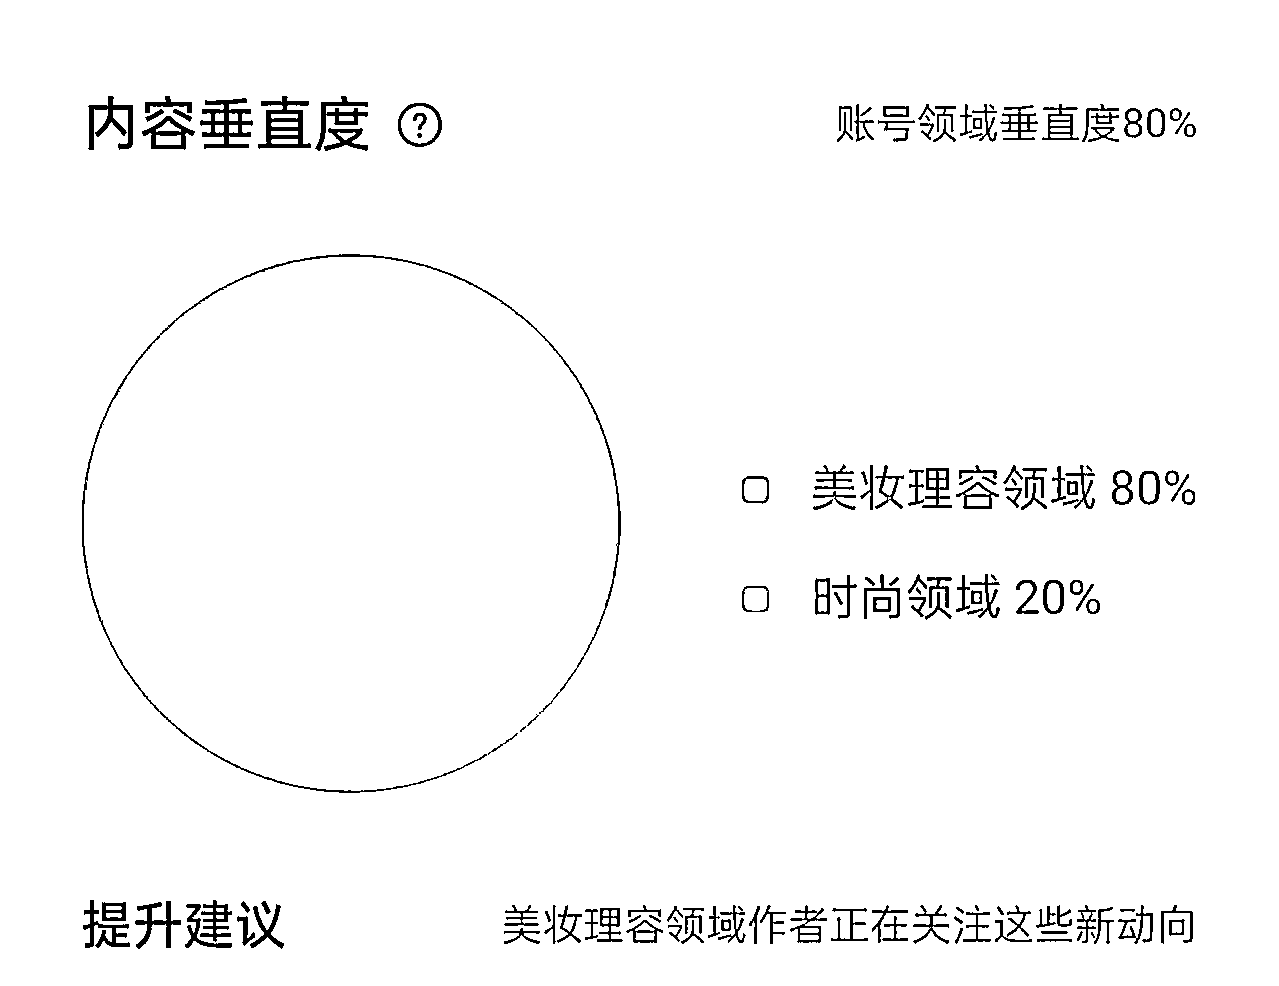 内容垂直度 ?
账号领域垂直度80%
美妆理容领域 80%
时尚领域 20%
提升建议
美妆理容领域作者正在关注这些新动向